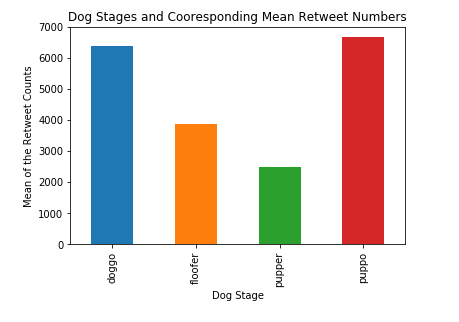 Dog Stages and Cooresponding Mean Retweet Numbers
7000
6000
5000
4000
3000
2000
1000
0
Mean of the Retweet Counts
doggo
floofer
pupper
puppo
Dog Stage